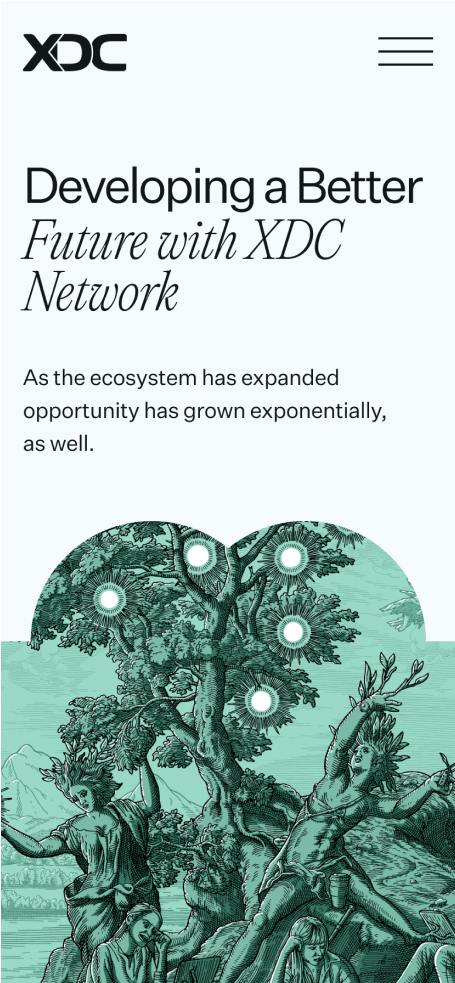 XDC
Developing a Better
Future with XDC
Network
As the ecosystem has expanded
opportunity has grown exponentially,
as well.